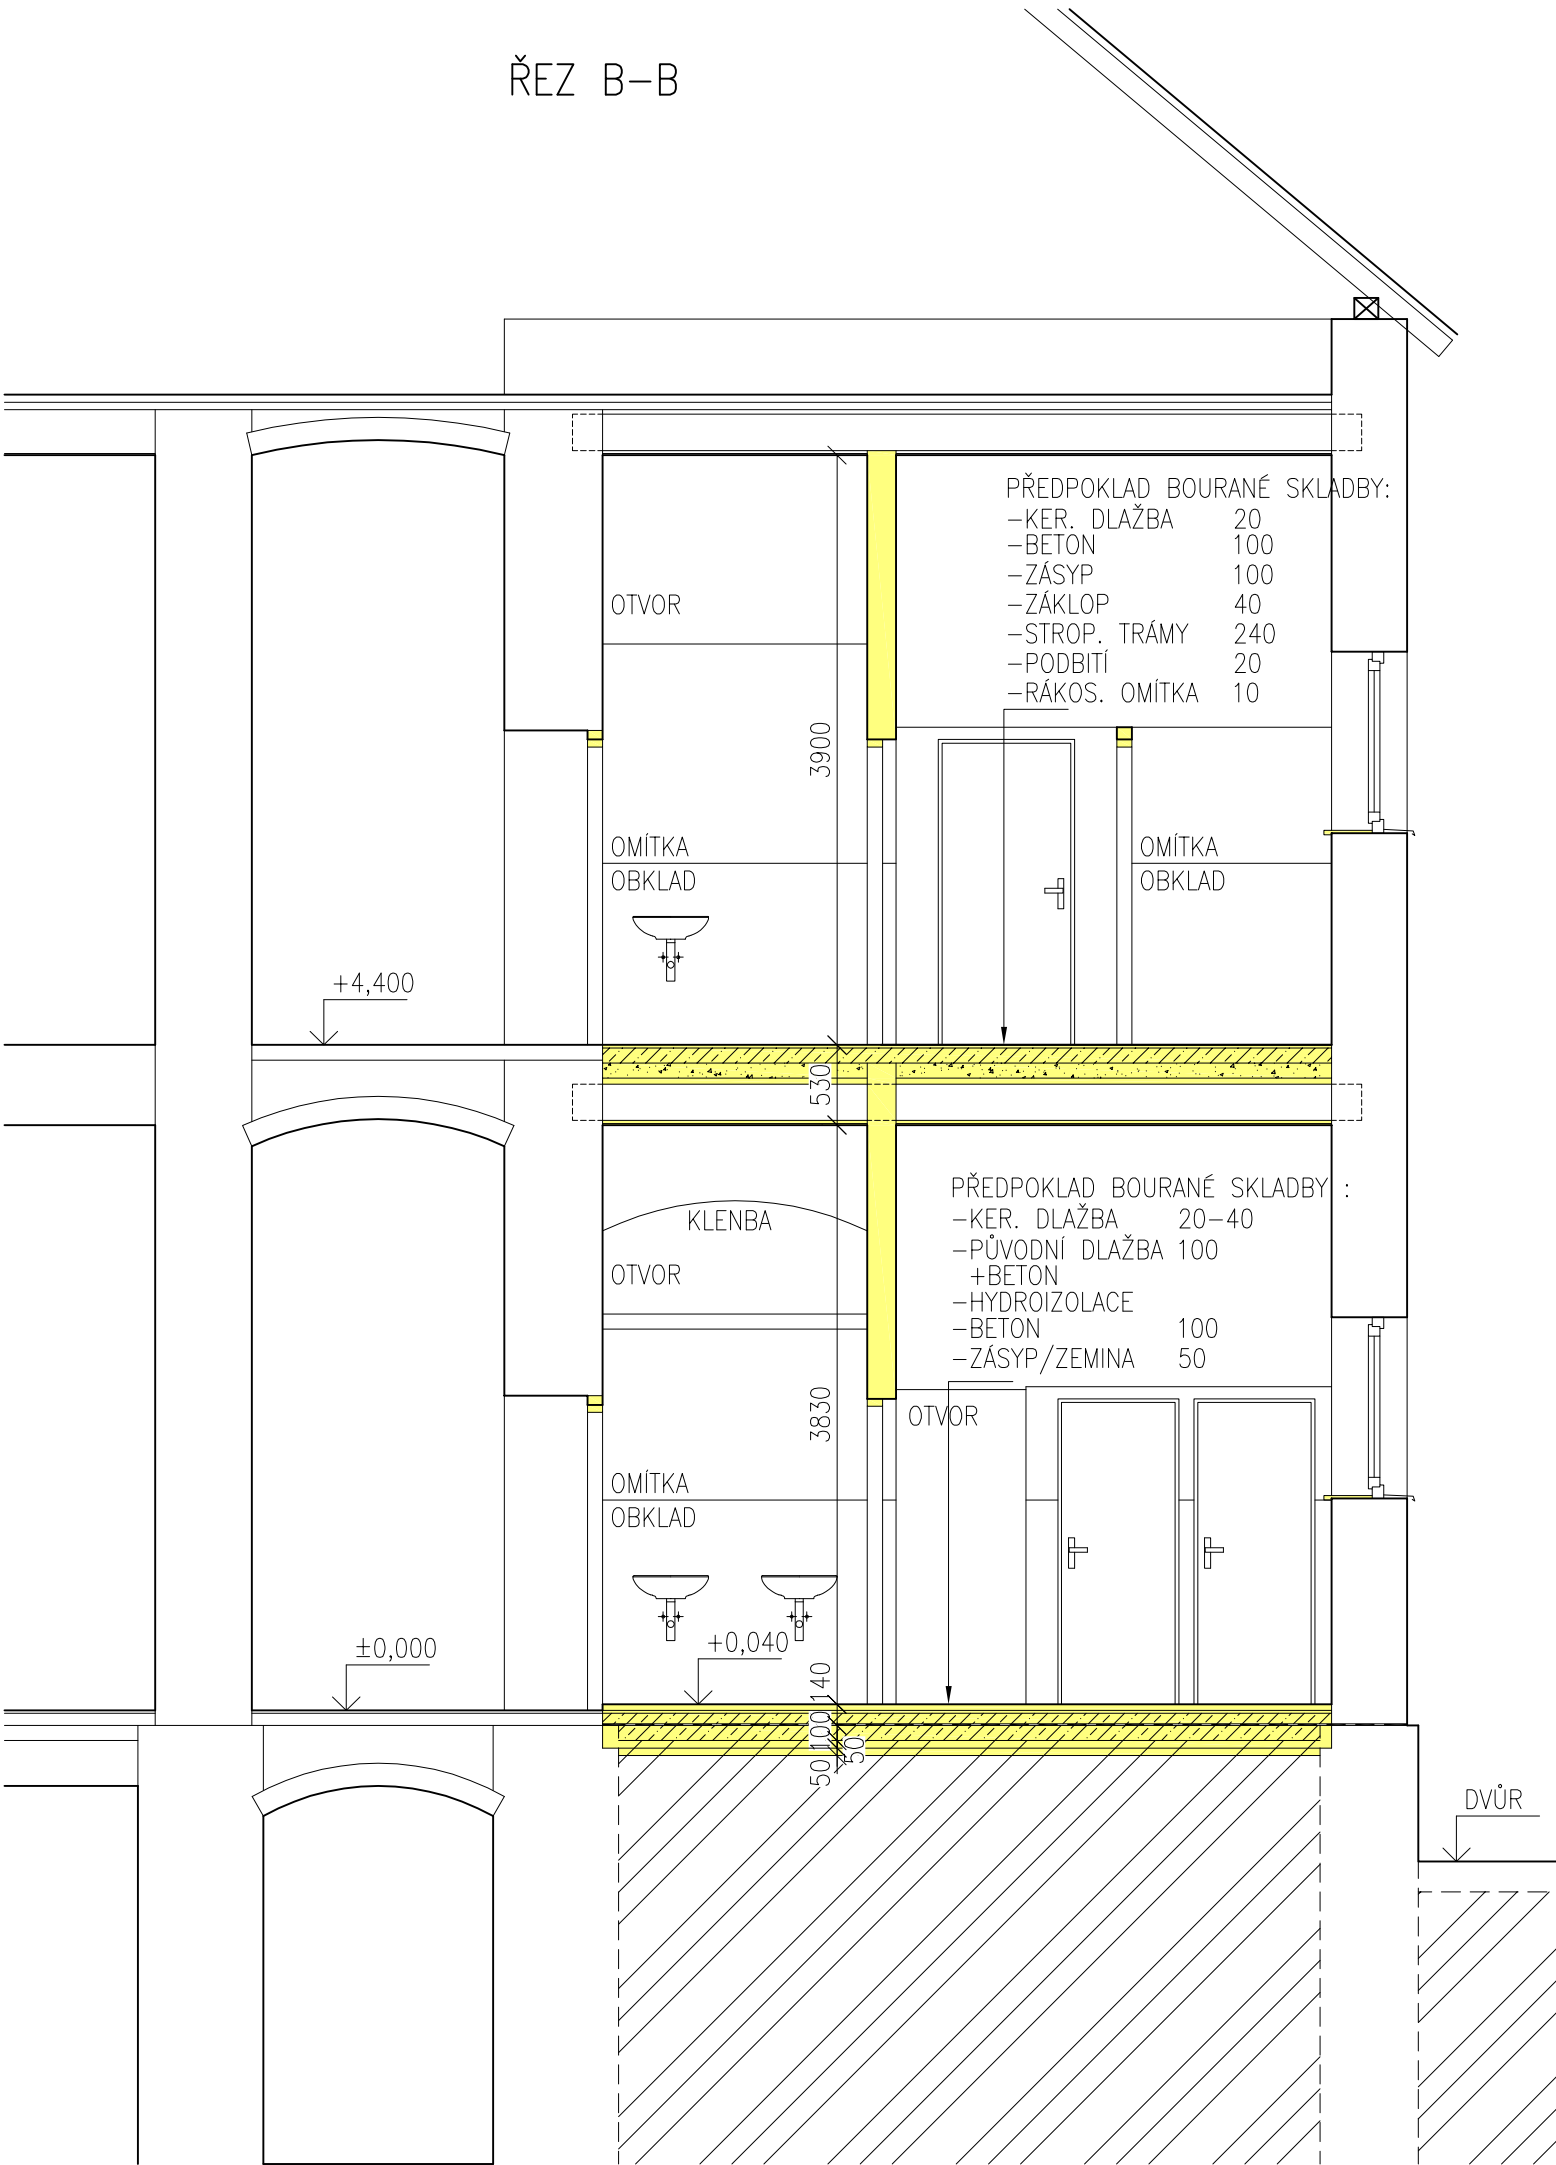 ŘEZ B–B
PŘEDPOKLAD BOURANÉ SKLADBY:
–KER. DLAŽBA 20
–BETON 100
–ZÁSYP 100
–ZÁKLOP 40
–STROP. TRÁMY 240
–PODBITÍ 20
–RÁKOS. OMÍTKA 10
OTVOR
3900
OMÍTKA
OBKLAD
OMÍTKA
OBKLAD
+4,400
530
PŘEDPOKLAD BOURANÉ SKLADBY :
–KER. DLAŽBA 20–40
–PŮVODNÍ DLAŽBA 100
+BETON
–HYDROIZOLACE
–BETON 100
–ZÁSYP/ZEMINA 50
KLENBA
OTVOR
3830
OTVOR
OMÍTKA
OBKLAD
±0,000
+0,040
140
100
50
50
DVŮR